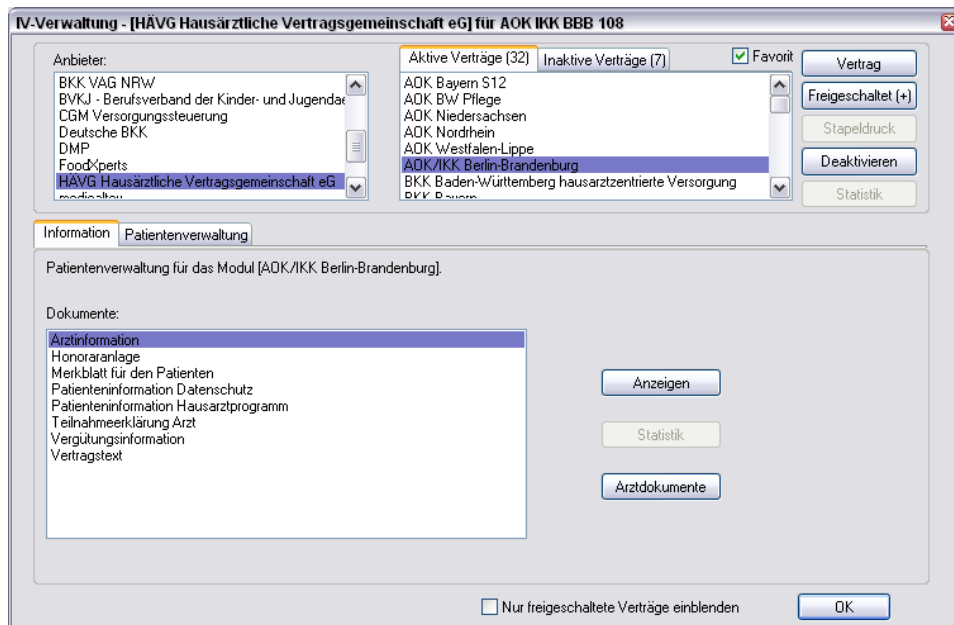 IV-Verwaltung - [HÄVG Hausärztliche Vertragsgemeinschaft eG] für AOK IKK BBB 108
Anbieter:
BKK VAG NRW
BVKJ - Berufsverband der Kinder- und Jugendae
CGM Versorgungssteuerung
Deutsche BKK
DMP
FoodXperts
HÄVG Hausärztliche Vertragsgemeinschaft eG
Aktive Verträge (32)
Inaktive Verträge (7)
Favorit
AOK Bayern S12
AOK BW Pflege
AOK Niedersachsen
AOK Nordrhein
AOK Westfalen-Lippe
AOK/IKK Berlin-Brandenburg
BKK Baden-Württemberg hausarztzentrierte Versorgung
BKK Bayern
Vertrag
Freigeschaltet (+)
Stapeldruck
Deaktivieren
Statistik
Information
Patientenverwaltung
Patientenverwaltung für das Modul [AOK/IKK Berlin-Brandenburg].
Dokumente:
Arztinformation
Honoraranlage
Merkblatt für den Patienten
Patienteninformation Datenschutz
Patienteninformation Hausarztprogramm
Teilnahmeerklärung Arzt
Vergütungsinformation
Vertragstext
Anzeigen
Statistik
Arztdokumente
Nur freigeschaltete Verträge einblenden
OK